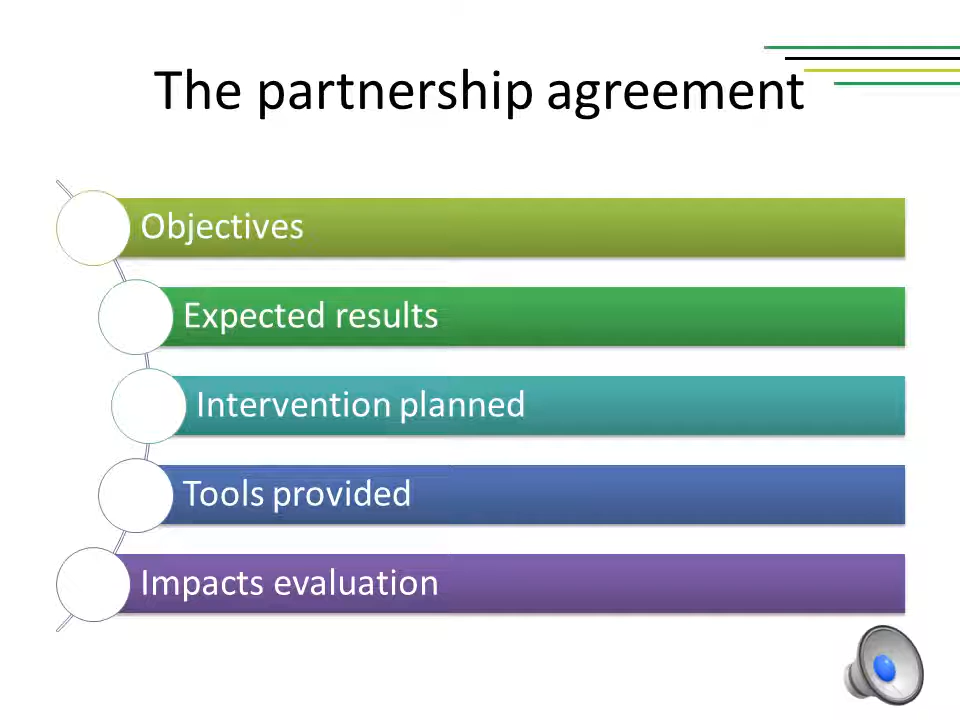 The partnership agreement
Objectives
Expected results
Intervention planned
Tools provided
Impacts evaluation